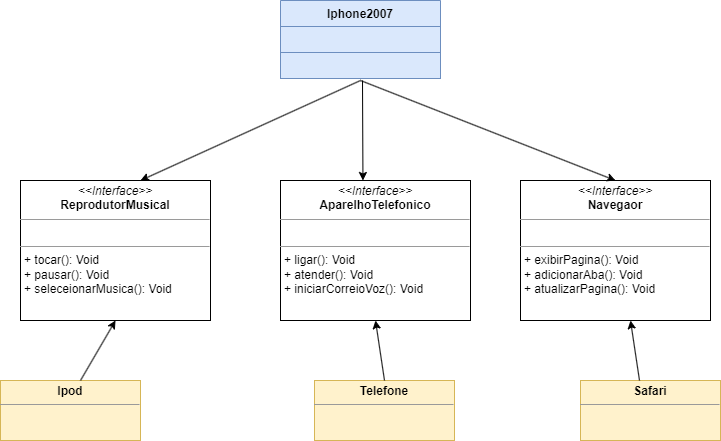 Iphone2007
<<Interface>>
ReprodutorMusical
+ tocar(): Void
+ pausar(): Void
+ seleceionarMusica(): Void
<<Interface>>
AparelhoTelefonico
+ ligar(): Void
+ atender(): Void
+ iniciarCorreioVoz(): Void
<<Interface>>
Navegaor
+ exibirPagina(): Void
+ adicionarAba(): Void
+ atualizarPagina(): Void
Ipod
Telefone
Safari